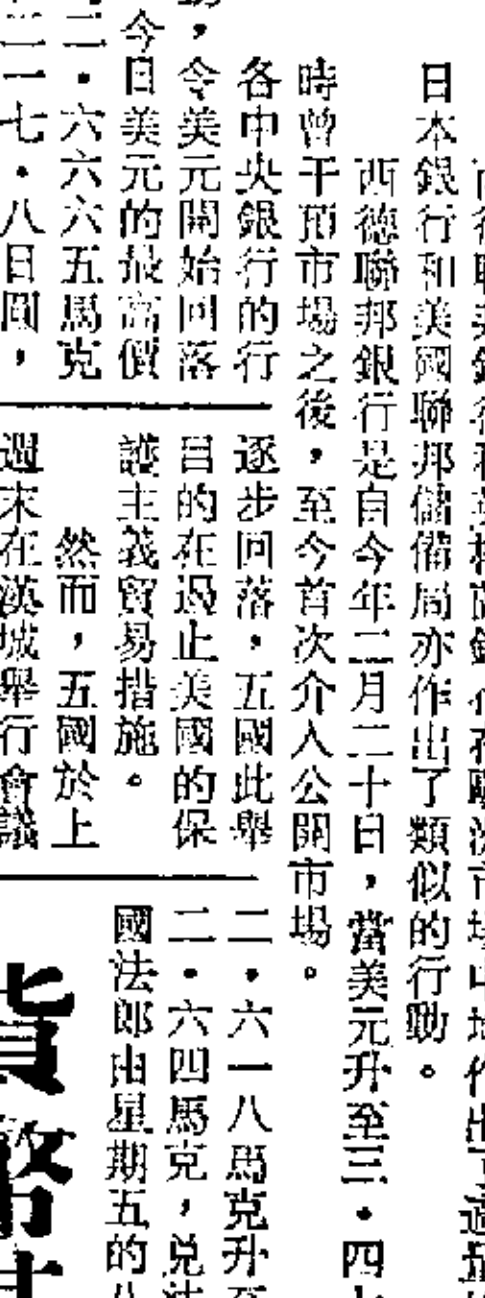 日本銀行和美國聯邦儲備局亦作出了類似的行動。
西德聯邦銀行是自今年二月二十日，當美元升至三・四
時曾干預市場之後，至今首次介入公開市場。
各中央銀行的行
，令美元開始回落
今日美元的最高價
二・六六六五馬克
二一七・八日圓，
逐步回落，五國此舉
目的在遏止美國的保
護主義貿易措施。
然而，五國於上
週末在漢城舉行會議
二・六一八馬克升至
二・六四馬克，兌法
國法郎由星期五的八
貨幣